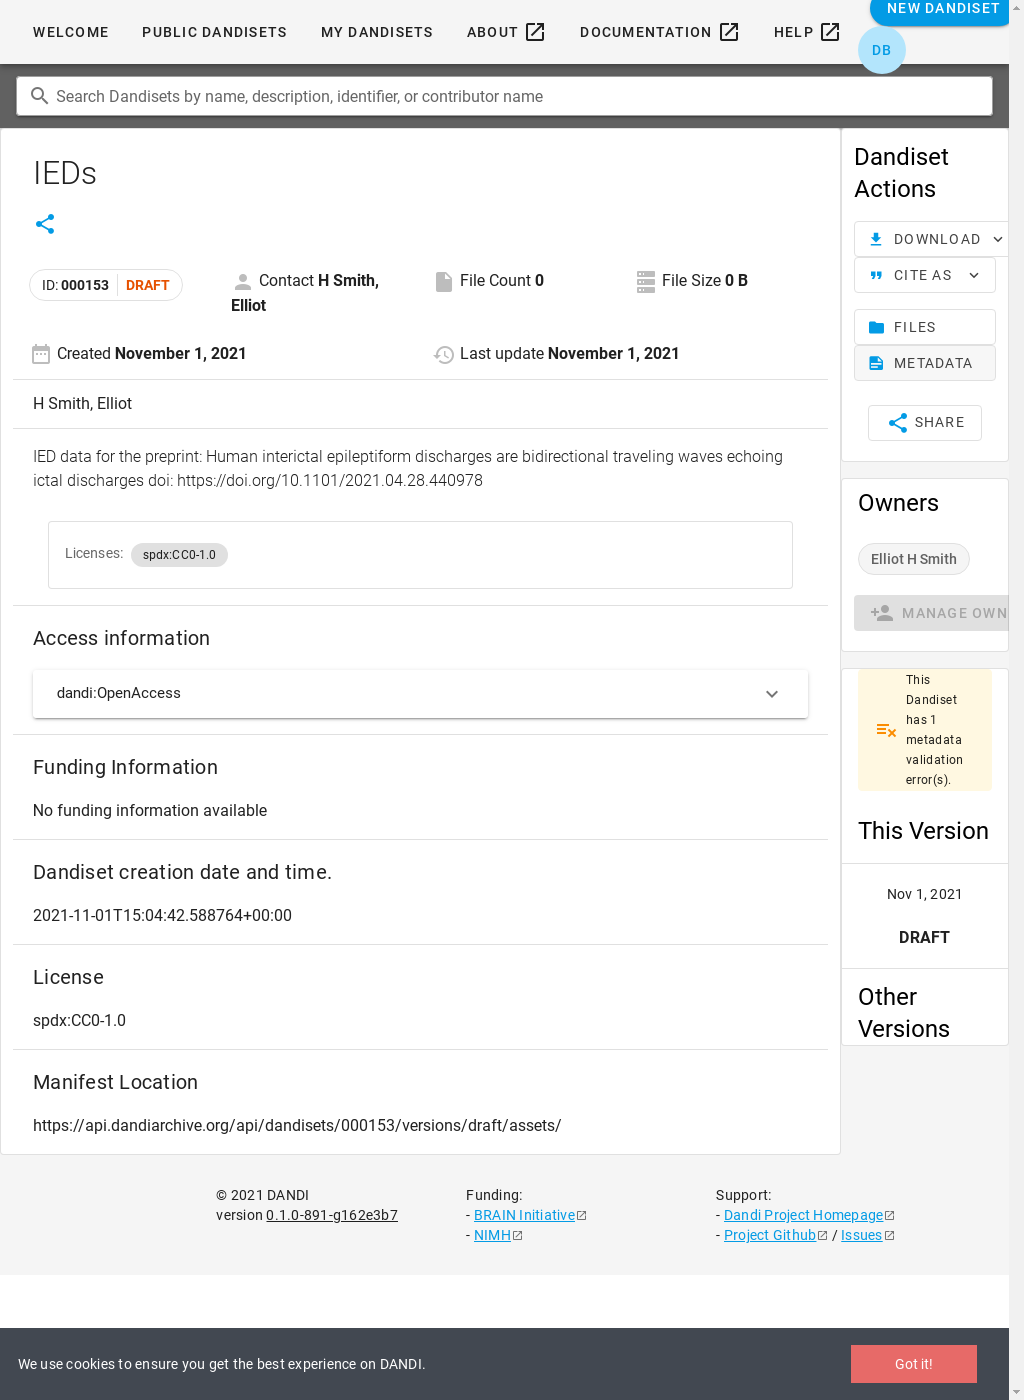 WELCOME PUBLIC DANDISETS MY DANDISETS ABOUT DOCUMENTATION HELP NEW DANDISET
DB
Search Dandisets by name, description, identifier, or contributor name
IEDs
ID: 000153 DRAFT
Contact H Smith, Elliot
File Count 0
File Size 0 B
Created November 1, 2021
Last update November 1, 2021
H Smith, Elliot
IED data for the preprint: Human interictal epileptiform discharges are bidirectional traveling waves echoing
ictal discharges doi: https://doi.org/10.1101/2021.04.28.440978
Licenses: spdx:CC0-1.0
Access information
dandi:OpenAccess
Funding Information
No funding information available
Dandiset creation date and time.
2021-11-01T15:04:42.588764+00:00
License
spdx:CC0-1.0
Manifest Location
https://api.dandiarchive.org/api/dandisets/000153/versions/draft/assets/
Dandiset
Actions
DOWNLOAD
CITE AS
FILES
METADATA
SHARE
Owners
Elliot H Smith
MANAGE OWN
This
Dandiset
has 1
metadata
validation
error(s).
This Version
Nov 1, 2021
DRAFT
Other
Versions
© 2021 DANDI
version 0.1.0-891-g162e3b7
Funding:
- BRAIN Initiative
- NIMH
Support:
- Dandi Project Homepage
- Project Github / Issues
We use cookies to ensure you get the best experience on DANDI.
Got it!